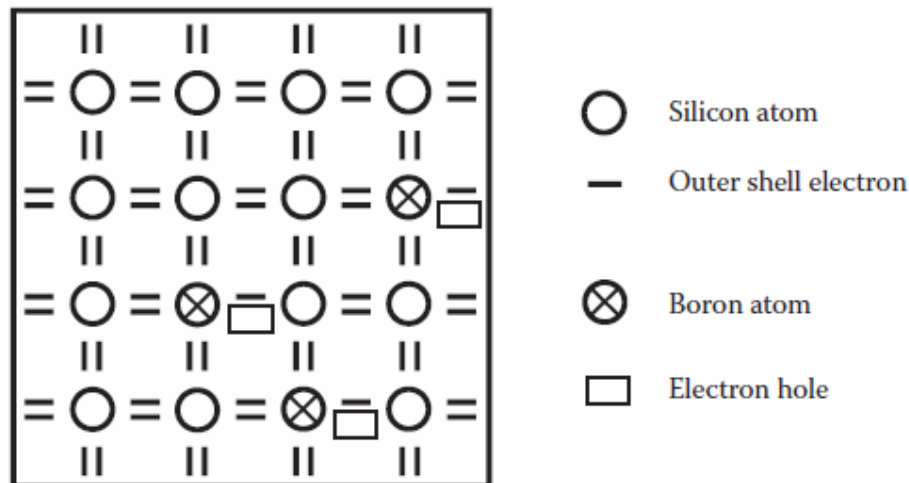 Silicon atom
Outer shell electron
Boron atom
Electron hole